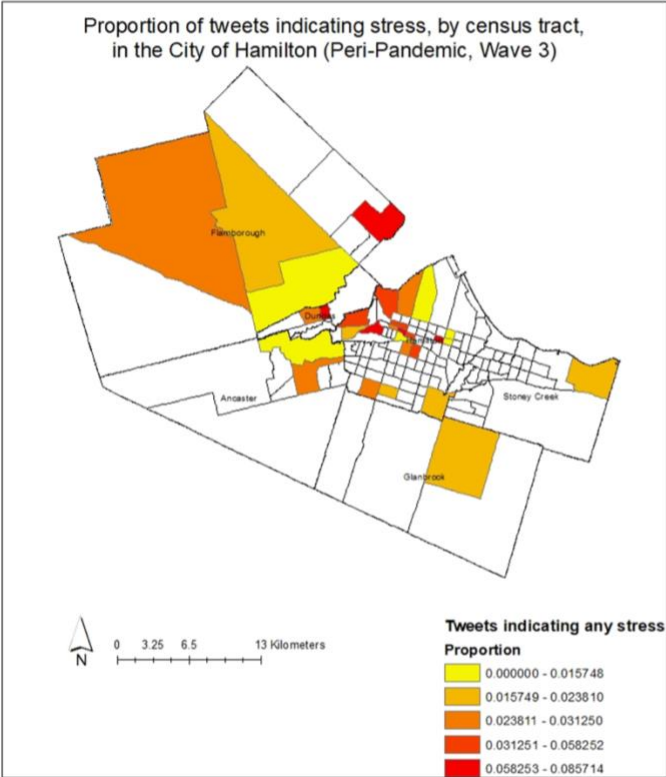 Proportion of tweets indicating stress, by census tract,
in the City of Hamilton (Peri-Pandemic, Wave 3)
Flamborough
Dundas
Hamilton
Ancaster
Stoney Creek
Glanbrook
N
0 3.25 6.5 13 Kilometers
Tweets indicating any stress
Proportion
0.000000 - 0.015748
0.015749 - 0.023810
0.023811 - 0.031250
0.031251 - 0.058252
0.058253 - 0.085714